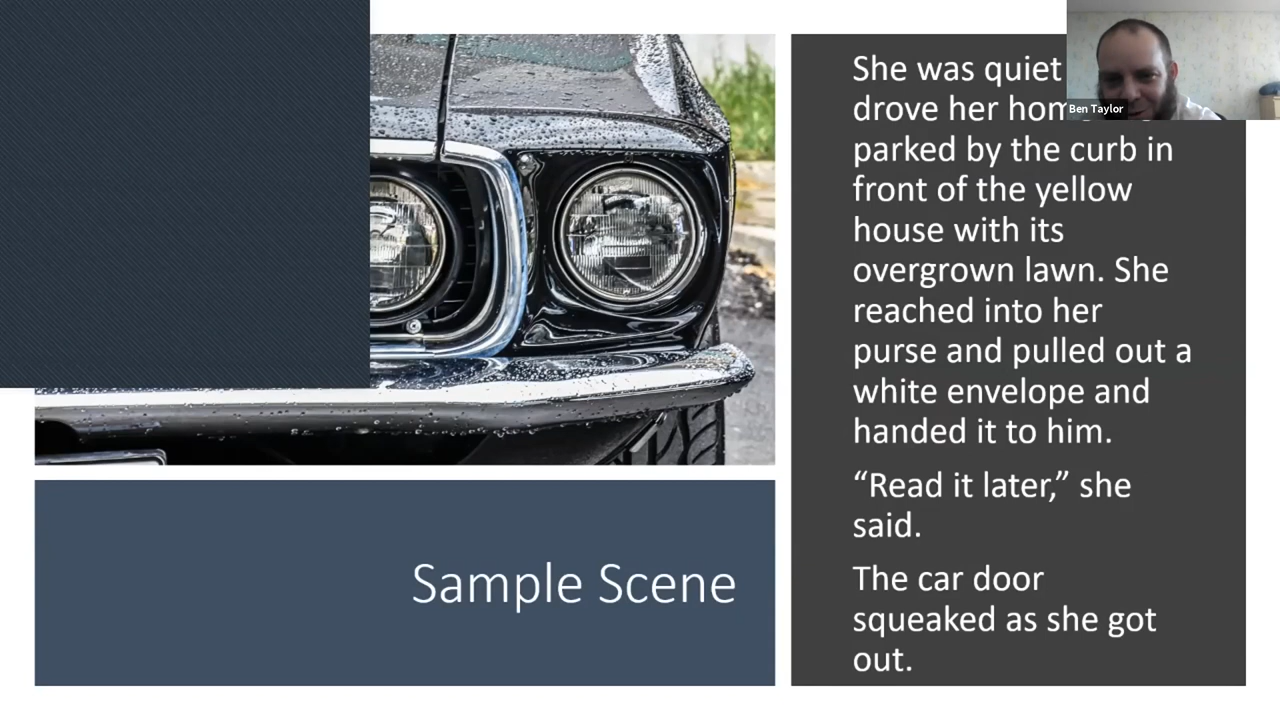 She was quiet
drove her hom
parked by the curb in
front of the yellow
house with its
overgrown lawn. She
reached into her
purse and pulled out a
white envelope and
handed it to him.
“Read it later,” she
said.
The car door
squeaked as she got
out.
Ben Taylor
Sample Scene